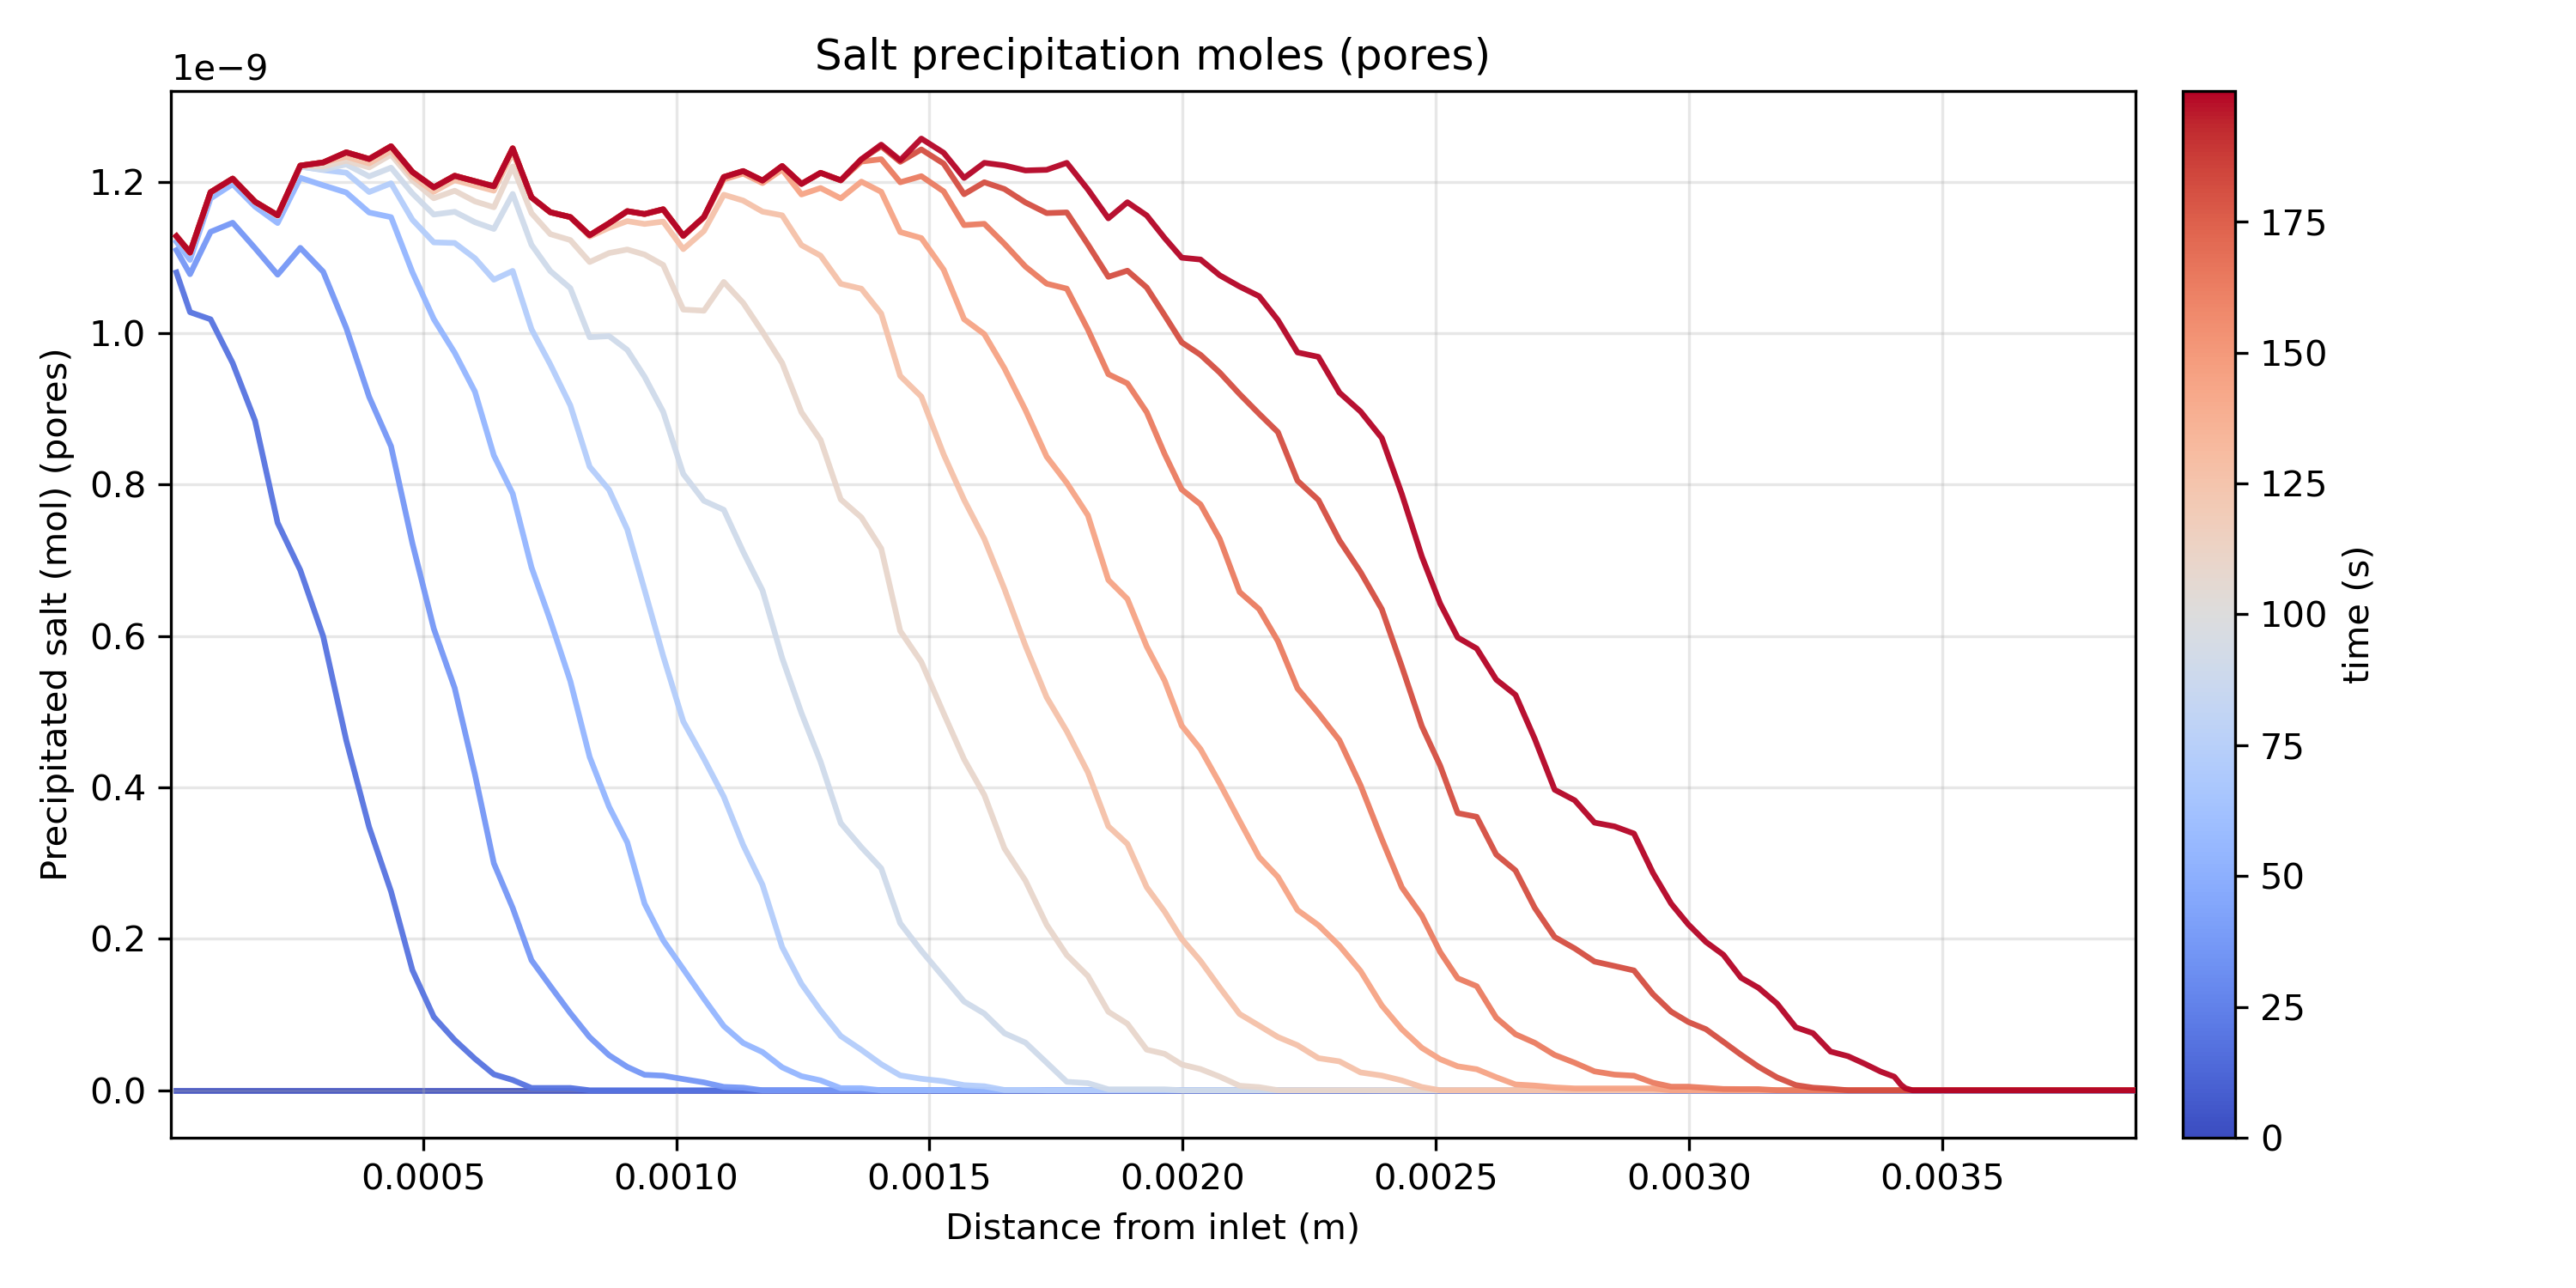 Salt precipitation moles (pores)
1e−9
Precipitated salt (mol) (pores)
1.2
1.0
0.8
0.6
0.4
0.2
0.0
0.0005 0.0010 0.0015 0.0020 0.0025 0.0030 0.0035
Distance from inlet (m)
175
150
125
100
75
50
25
0
time (s)